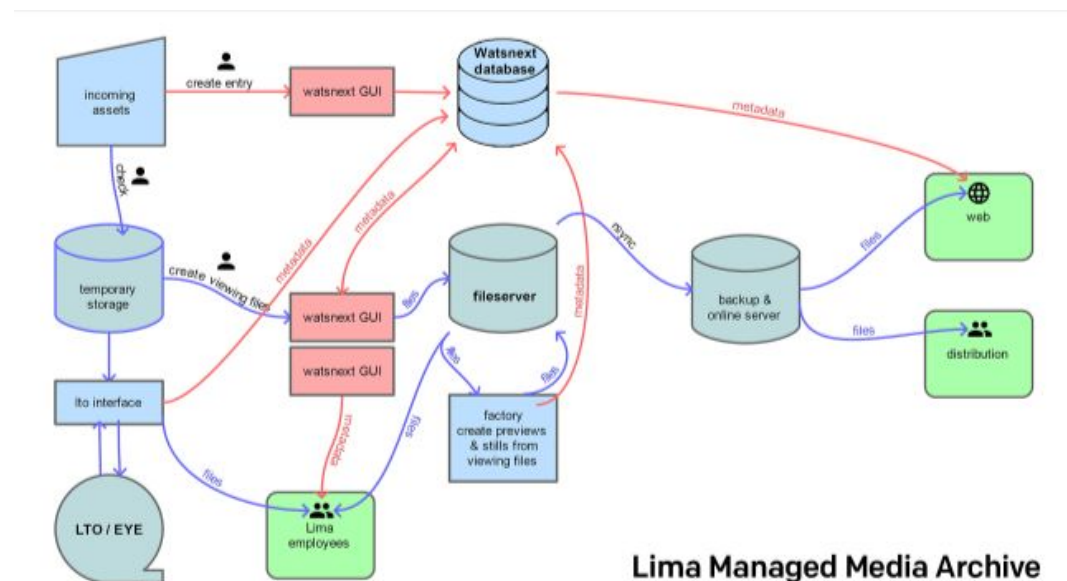 Watsnext
database
create entry
watsnext GUI
incoming
assets
metadata
check
web
metadata
rsync
files
temporary
storage
create viewing files
metadata
files
fileserver
watsnext GUI
backup &
online server
metadata
files
distribution
watsnext GUI
files
files
lto interface
factory
create previews
& stills from
viewing files
metadata
files
files
LTO / EYE
Lima
employees
Lima Managed Media Archive